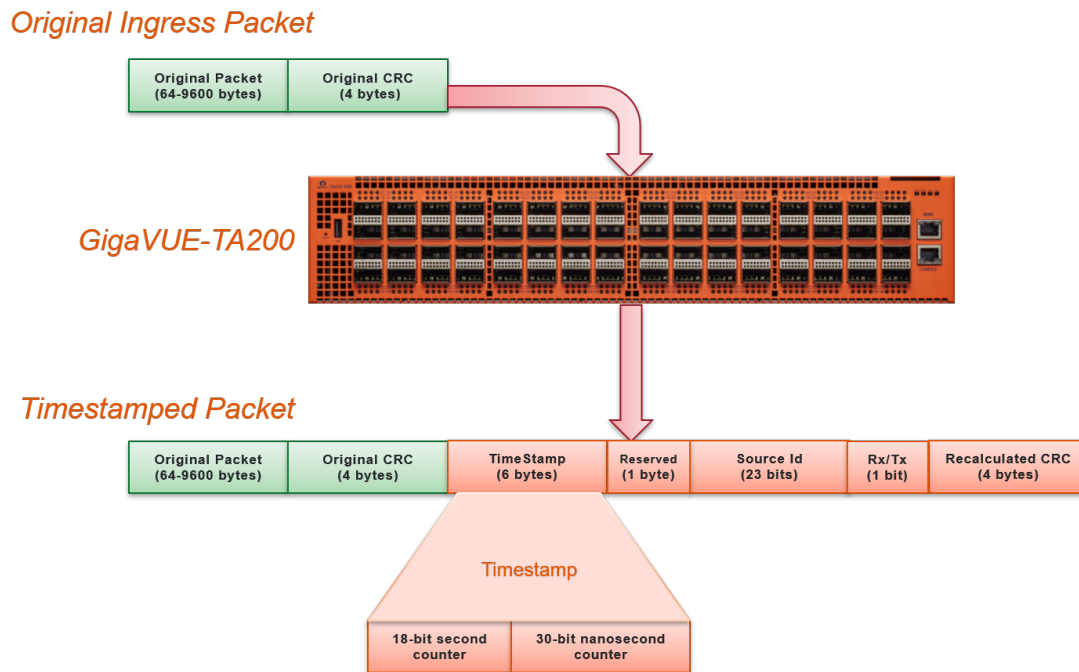 Original Ingress Packet
Original Packet
(64-9600 bytes)
Original CRC
(4 bytes)
GigaVUE-TA200
Timestamped Packet
Original Packet
(64-9600 bytes)
Original CRC
(4 bytes)
TimeStamp
(6 bytes)
Reserved
(1 byte)
Source Id
(23 bits)
Rx/Tx
(1 bit)
Recalculated CRC
(4 bytes)
Timestamp
18-bit second
counter
30-bit nanosecond
counter